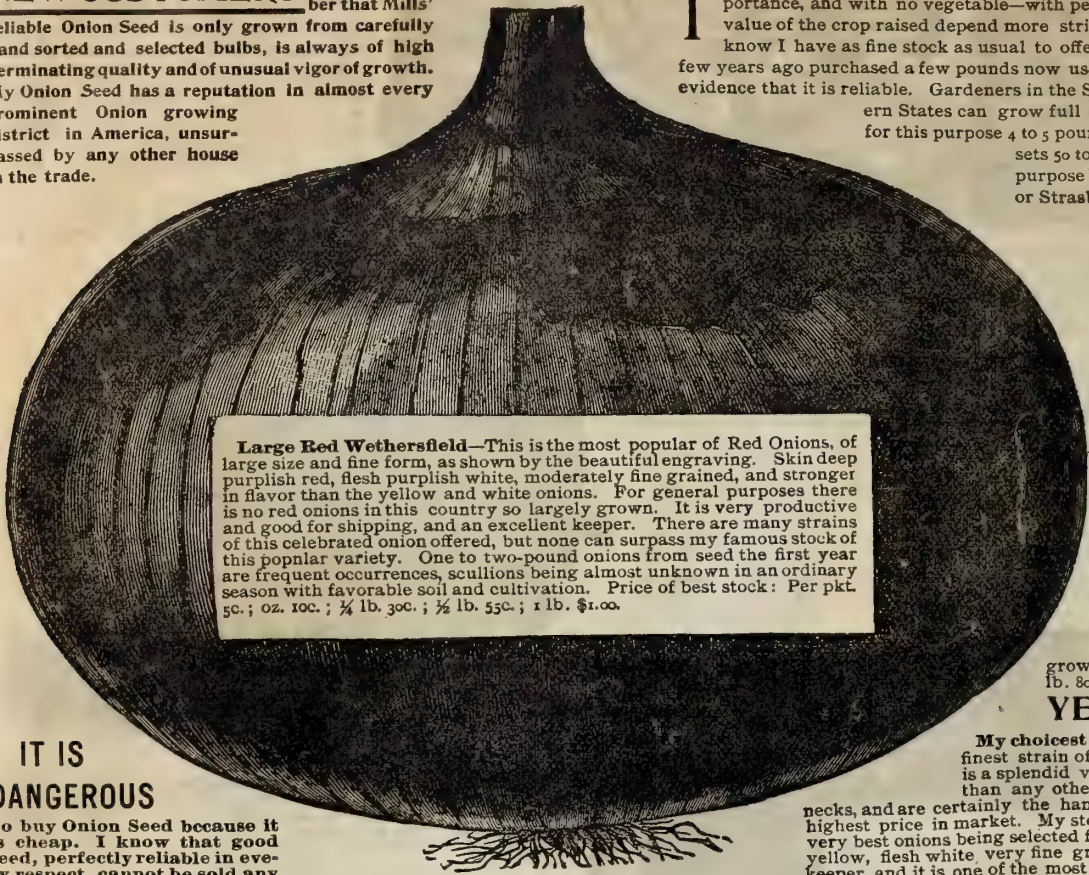 ber that Mills'
eliable Onion Seed is only grown from carefully
and sorted and selected bulbs, is always of high
erminating quality and of unusual vigor of growth.
y Onion Seed has a reputation in almost every
rominent Onion growing
istrict in America, unsur-
assed by any other house
the trade.
portance, and with no vegetable—with pe
value of the crop raised depend more stri
know I have as fine stock as usual to offe
few years ago purchased a few pounds now us
evidence that it is reliable. Gardeners in the S
ern States can grow full
for this purpose 4 to 5 pou
sets 50 to
purpose
or Stras
Large Red Wethersfield—This is the most popular of Red Onions, of
large size and fine form, as shown by the beautiful engraving. Skin deep
purplish red, flesh purplish white, moderately fine grained, and stronger
in flavor than the yellow and white onions. For general purposes there
is no red onions in this country so largely grown. It is very productive
and good for shipping, and an excellent keeper. There are many strains
of this celebrated onion offered, but none can surpass my famous stock of
this popnlar variety. One to two-pound onions from seed the first year
are frequent occurrences, scullions being almost unknown in an ordinary
season with favorable soil and cultivation. Price of best stock: Per pkt.
5c.; oz. 10c.; ¼ lb. 30c.; ½ lb. 55c.; 1 lb. $1.00.
IT IS
DANGEROUS
o buy Onion Seed because it
s cheap. I know that good
eed, perfectly reliable in eve-
y respect, cannot be sold any
grow
lb. 80
YE
My choicest
finest strain of
is a splendid v
than any othe
necks, and are certainly the han
highest price in market. My sto
very best onions being selected f
yellow, flesh white, very fine gr
keeper, and it is one of the most